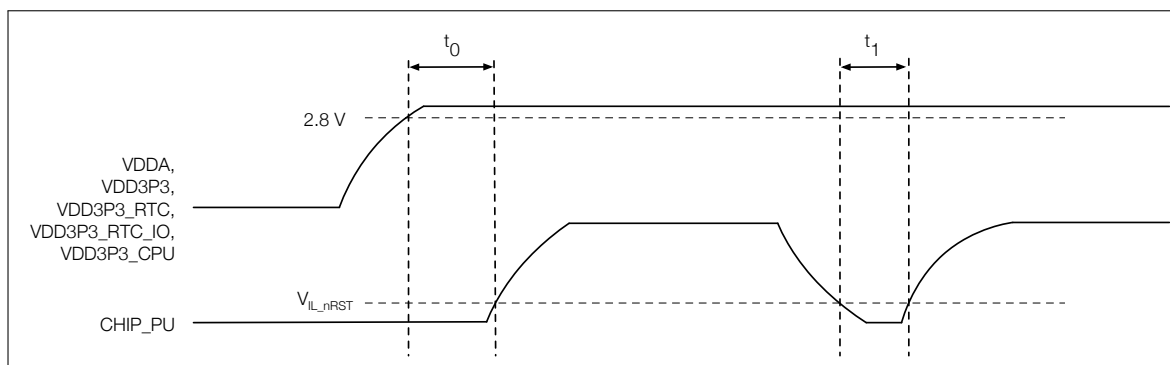 t0
t1
2.8 V
VDDA,
VDD3P3,
VDD3P3_RTC,
VDD3P3_RTC_IO,
VDD3P3_CPU
VIL_nRST
CHIP_PU